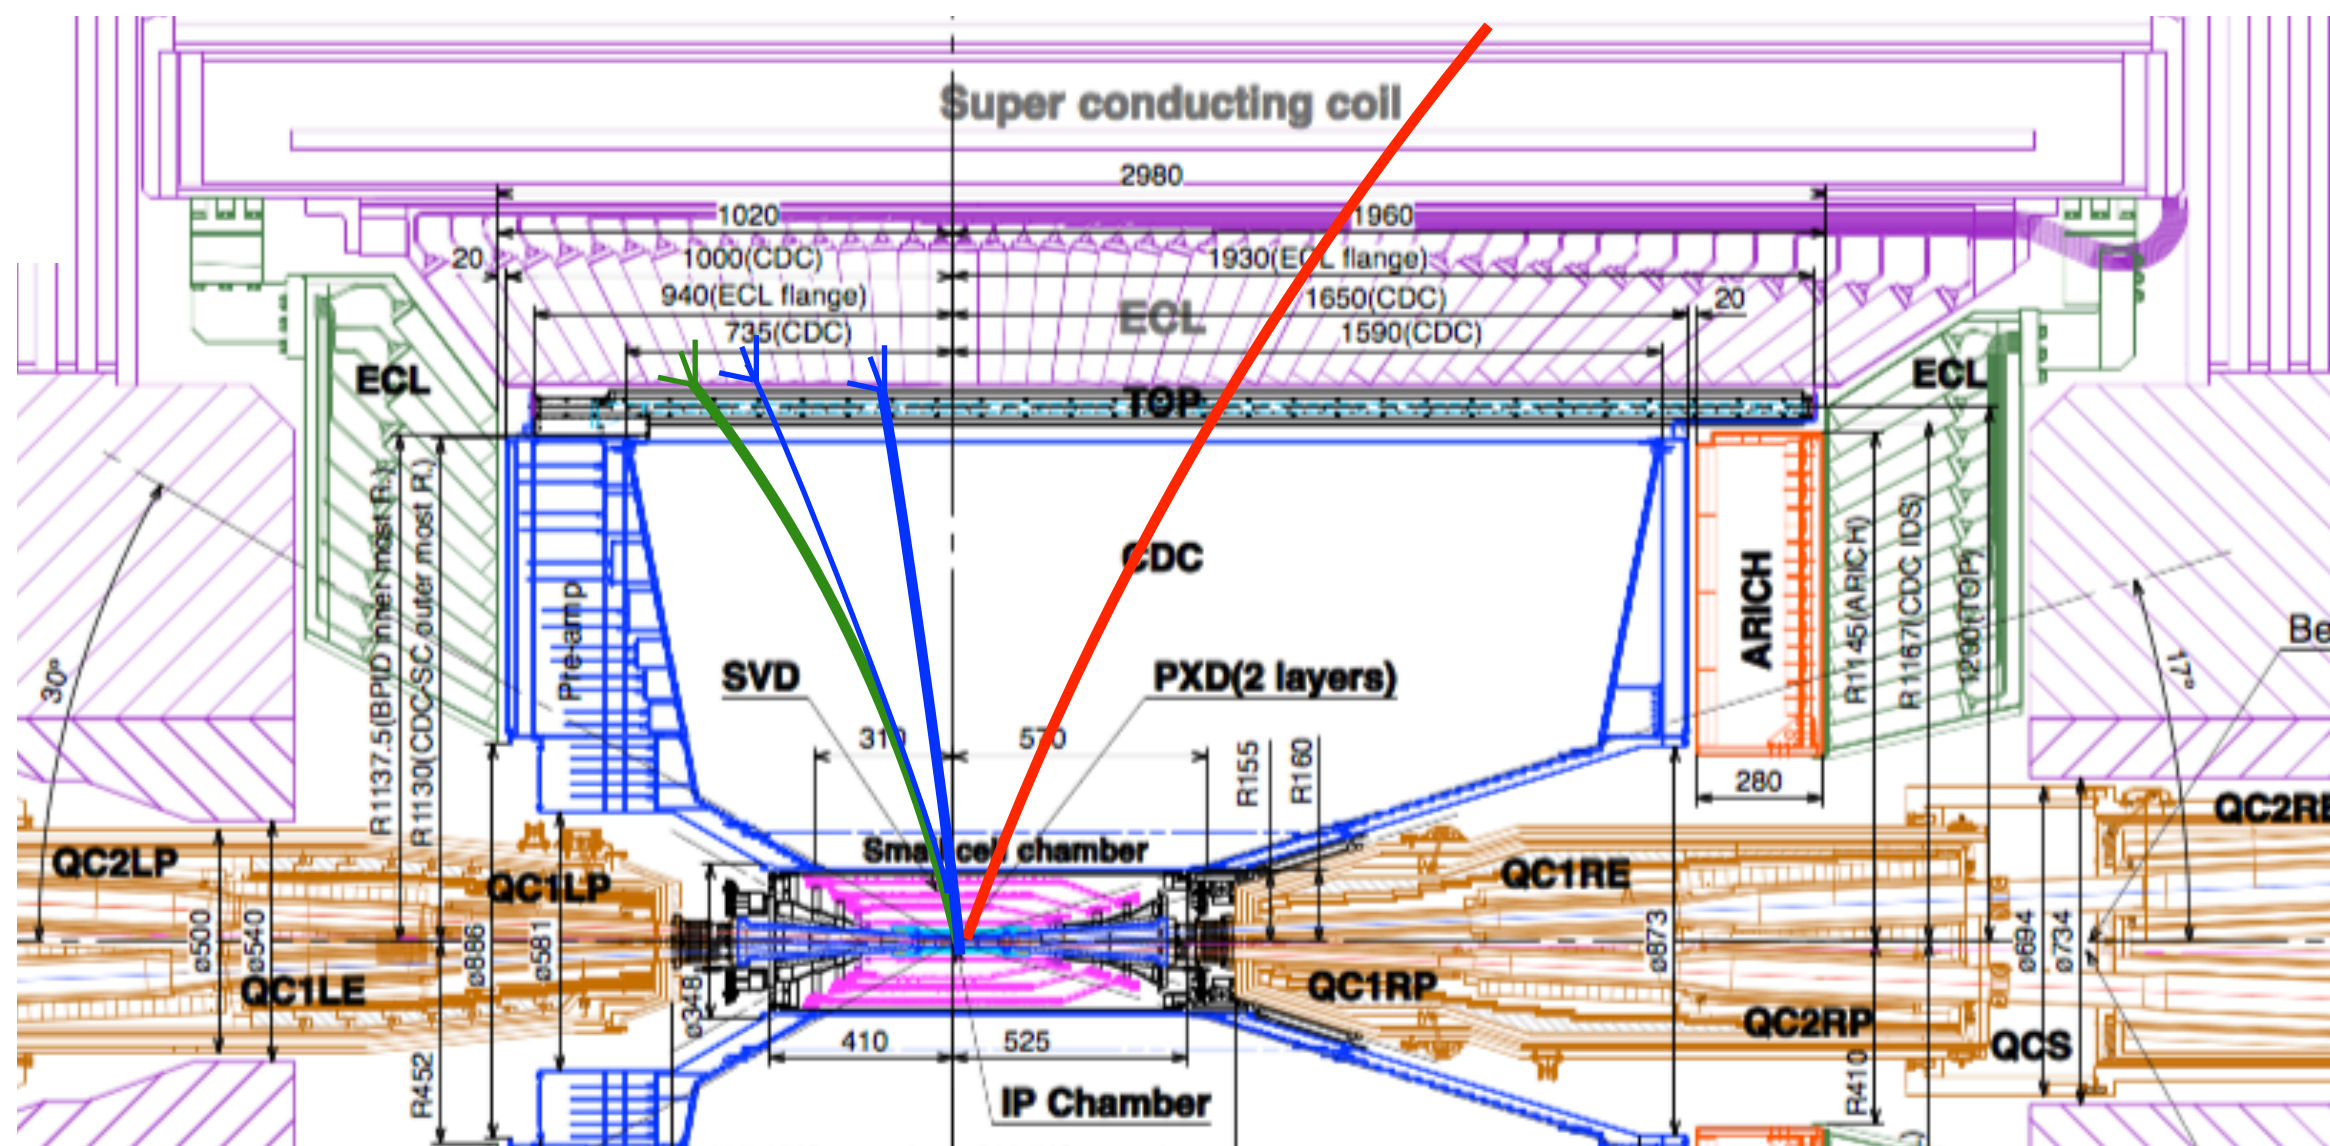 Super conducting coil
2980
1020
1960
20
1000(CDC)
1930(ECL flange)
940(ECL flange)
1650(CDC)
20
ECL
735(CDC)
1590(CDC)
ECL
ECL
TOP
CDC
R1137.5(BPID inner most R.)
R1130(CDC-SC outer most R.)
Pre-amp
ARICH
R1145(ARICH)
R1167(CDC IDS)
Be
30°
17°
SVD
PXD(2 layers)
310
570
R155
R160
280
QC2RE
Small cell chamber
QC2LP
QC1LP
QC1RE
ø500
ø540
ø886
ø581
ø873
ø694
ø734
QC1LE
ø348
QC1RP
QC2RP
QCS
410
525
R452
R410
IP Chamber